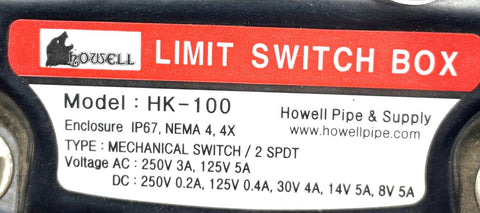 HOWELL LIMIT SWITCH BOX
Model : HK-100
Howell Pipe & Supply
Enclosure IP67, NEMA 4, 4X
www.howellpipe.com
TYPE : MECHANICAL SWITCH / 2 SPDT
Voltage AC : 250V 3A, 125V 5A
DC : 250V 0.2A, 125V 0.4A, 30V 4A, 14V 5A, 8V 5A